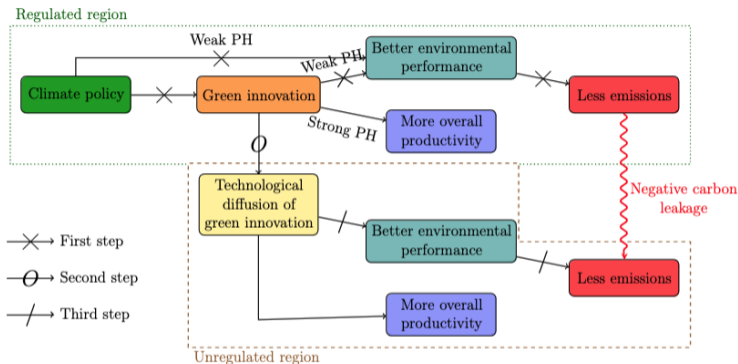 Regulated region
Weak PH
Climate policy
Green innovation
Weak PH
Better environmental
performance
Less emissions
Strong PH
More overall
productivity
Technological
diffusion of
green innovation
Negative carbon
leakage
Better environmental
performance
Less emissions
More overall
productivity
First step
Second step
Third step
Unregulated region